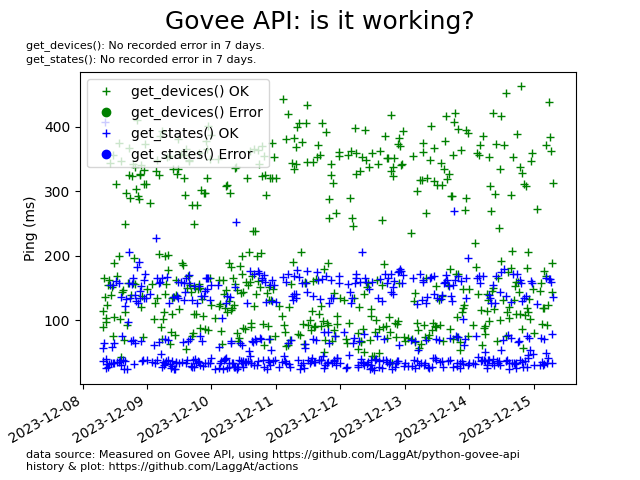 Govee API: is it working?
get_devices(): No recorded error in 7 days.
get_states(): No recorded error in 7 days.
get_devices() OK
get_devices() Error
get_states() OK
get_states() Error
400
300
200
100
Ping (ms)
2023-12-08
2023-12-09
2023-12-10
2023-12-11
2023-12-12
2023-12-13
2023-12-14
2023-12-15
data source: Measured on Govee API, using https://github.com/LaggAt/python-govee-api
history & plot: https://github.com/LaggAt/actions